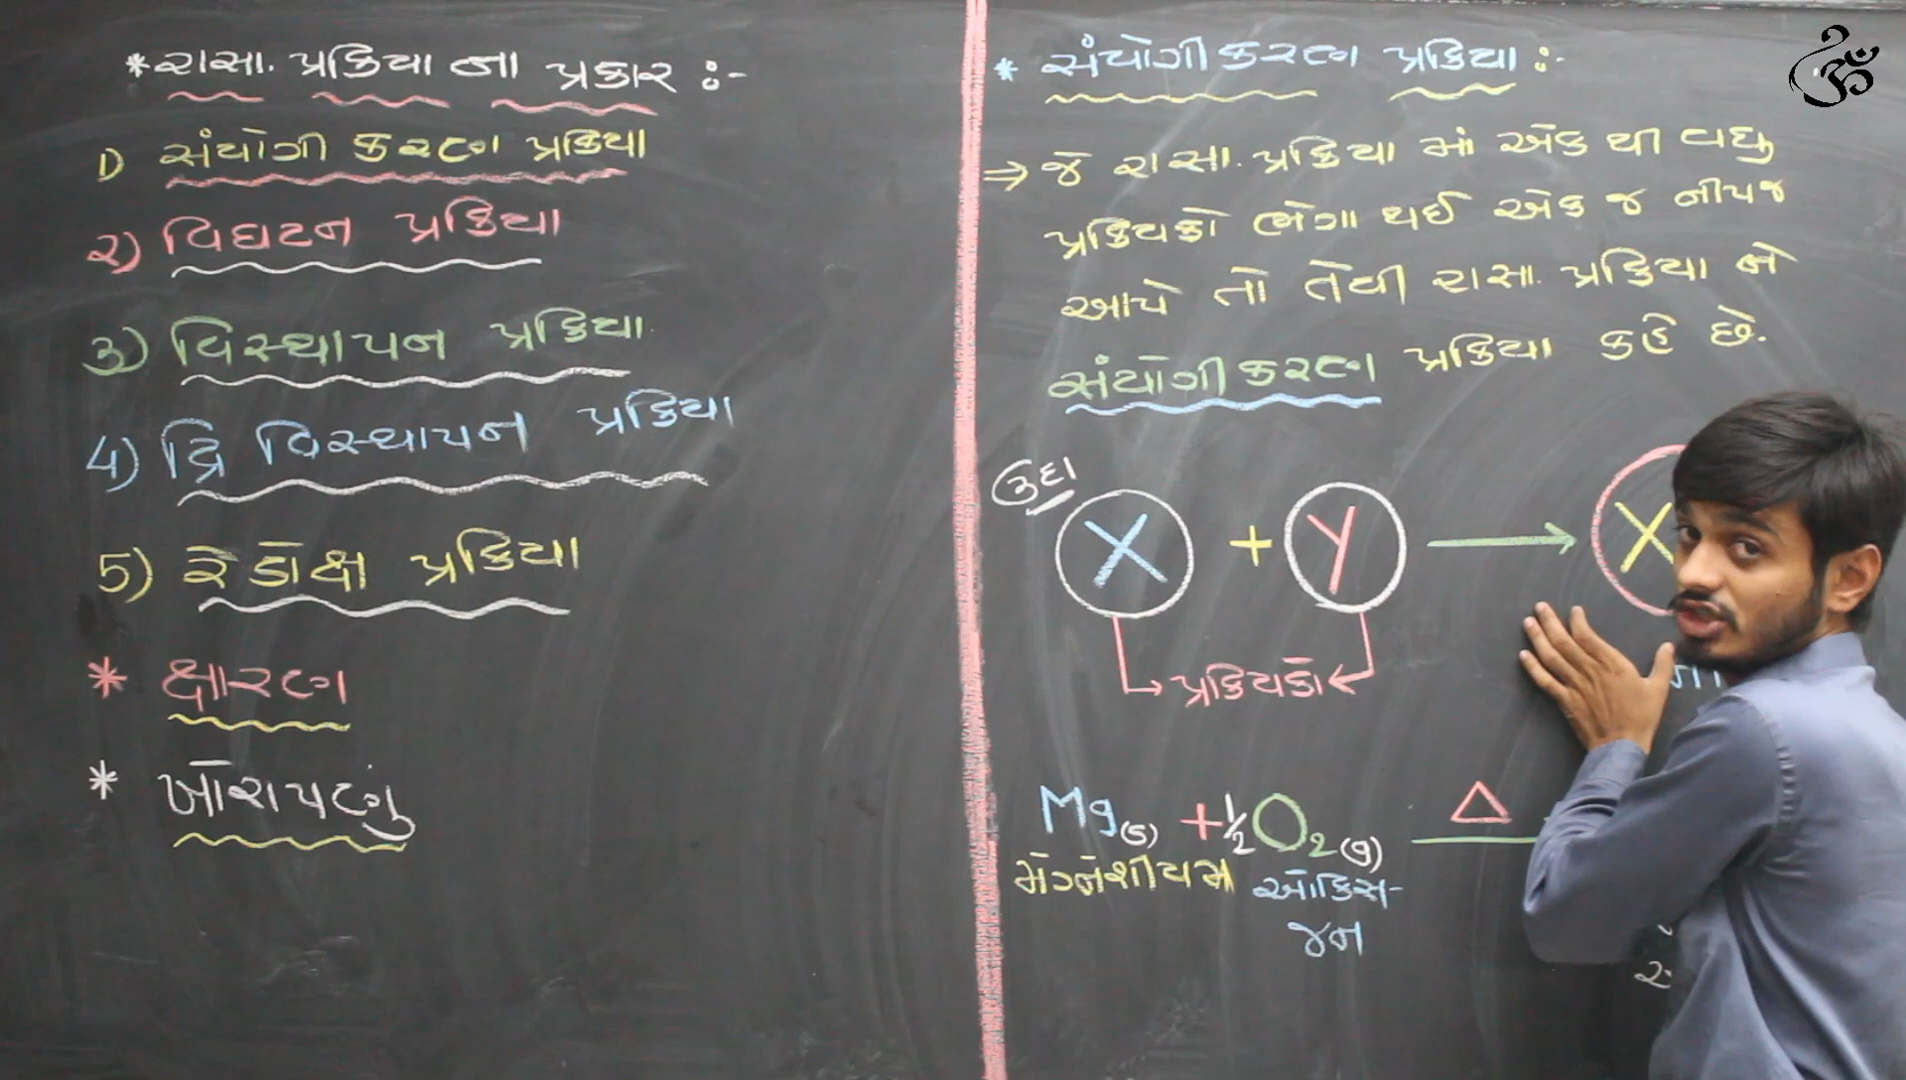 * રાસા. પ્રક્રિયા ના પ્રકાર :-
1) સંયોગીકરણ પ્રક્રિયા
૨) વિઘટન પ્રક્રિયા
3) વિસ્થાપન પ્રક્રિયા
4) દ્વિ વિસ્થાપન પ્રક્રિયા
5) રેડોક્ષ પ્રક્રિયા
* ક્ષારણ
* ખોરાપણું
* સંયોગીકરણ પ્રક્રિયા :-
⇒ જે રાસા. પ્રક્રિયા માં એક થી વધુ
પ્રક્રિયકો ભેગા થઈ એક જ નીપજ
આપે તો તેવી રાસા. પ્રક્રિયા ને
સંયોગીકરણ પ્રક્રિયા કહે છે.
ઉદા
X + Y → X
પ્રક્રિયકો
Mg(s) + ½ O₂(g) △
મેગ્નેશીયમ ઓક્સિ-
જન